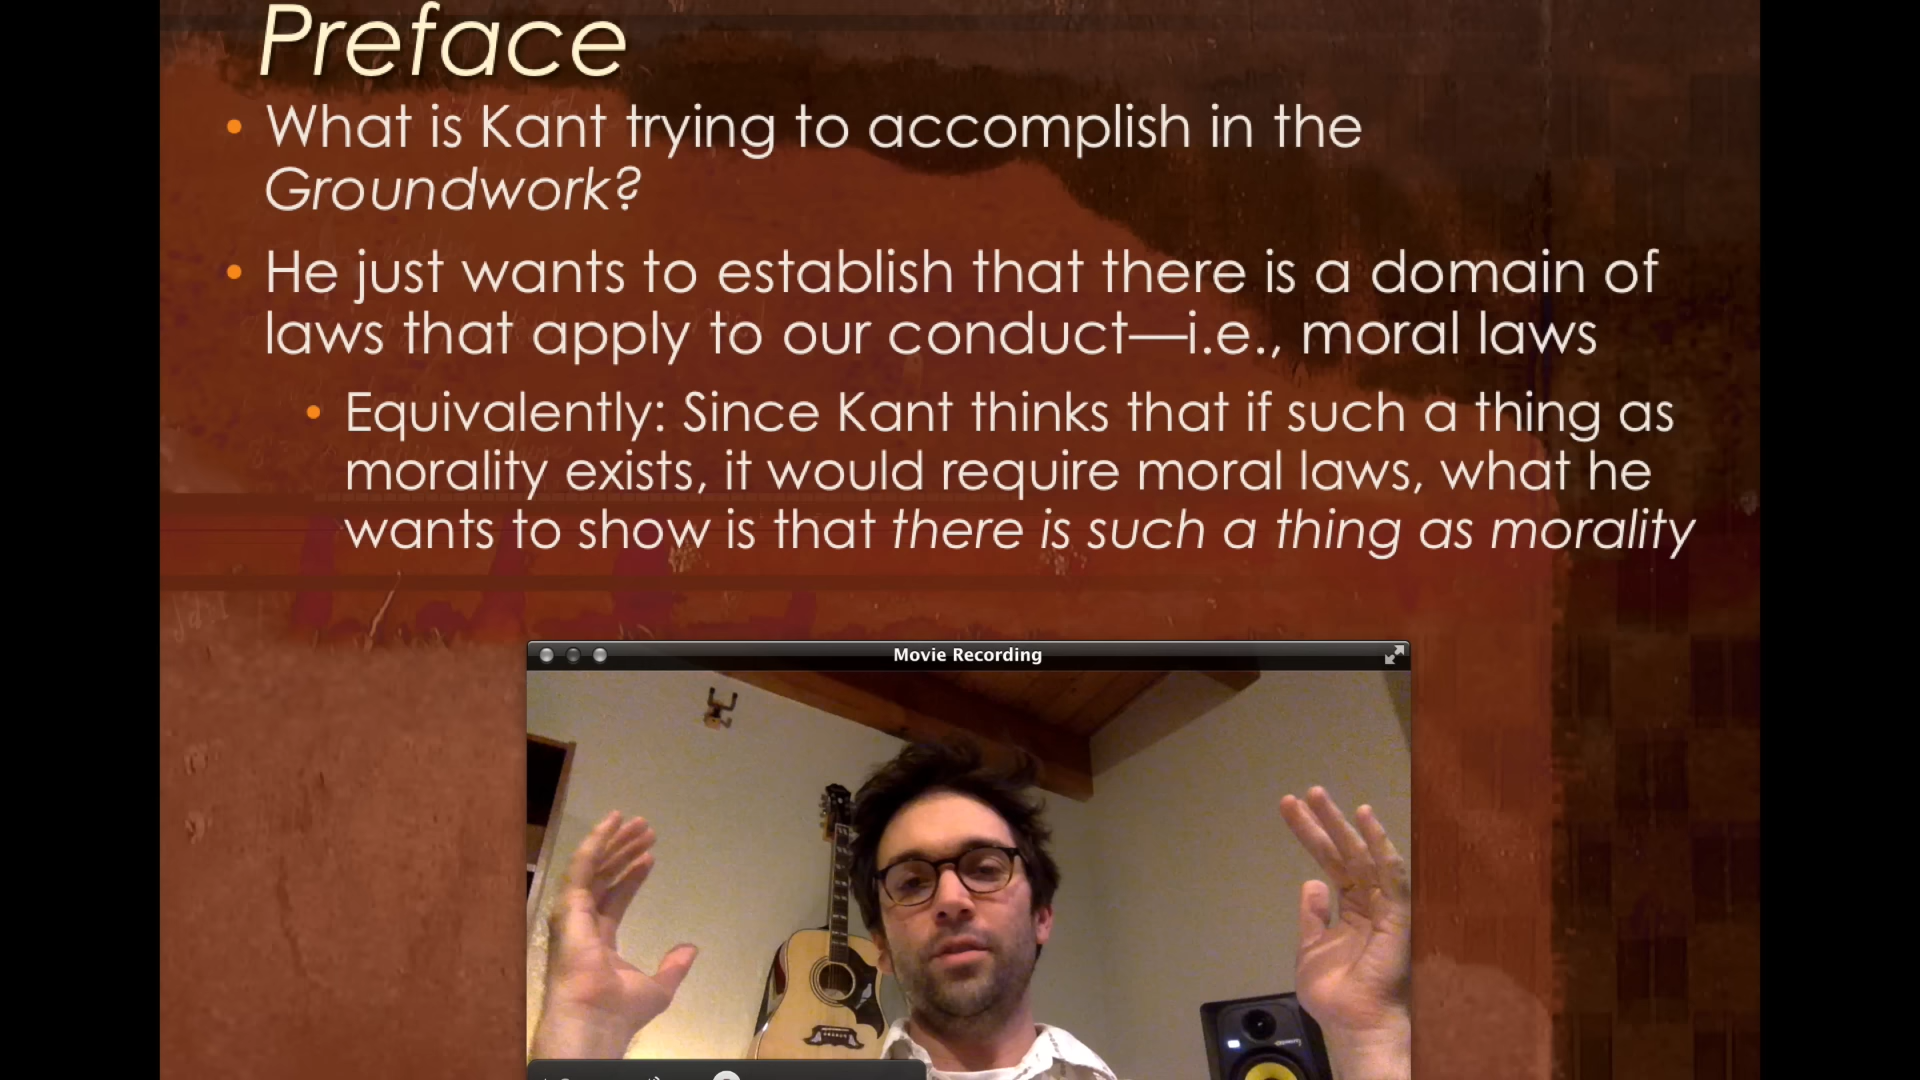 Preface
• What is Kant trying to accomplish in the
Groundwork?
• He just wants to establish that there is a domain of
laws that apply to our conduct—i.e., moral laws
• Equivalently: Since Kant thinks that if such a thing as
morality exists, it would require moral laws, what he
wants to show is that there is such a thing as morality
Movie Recording